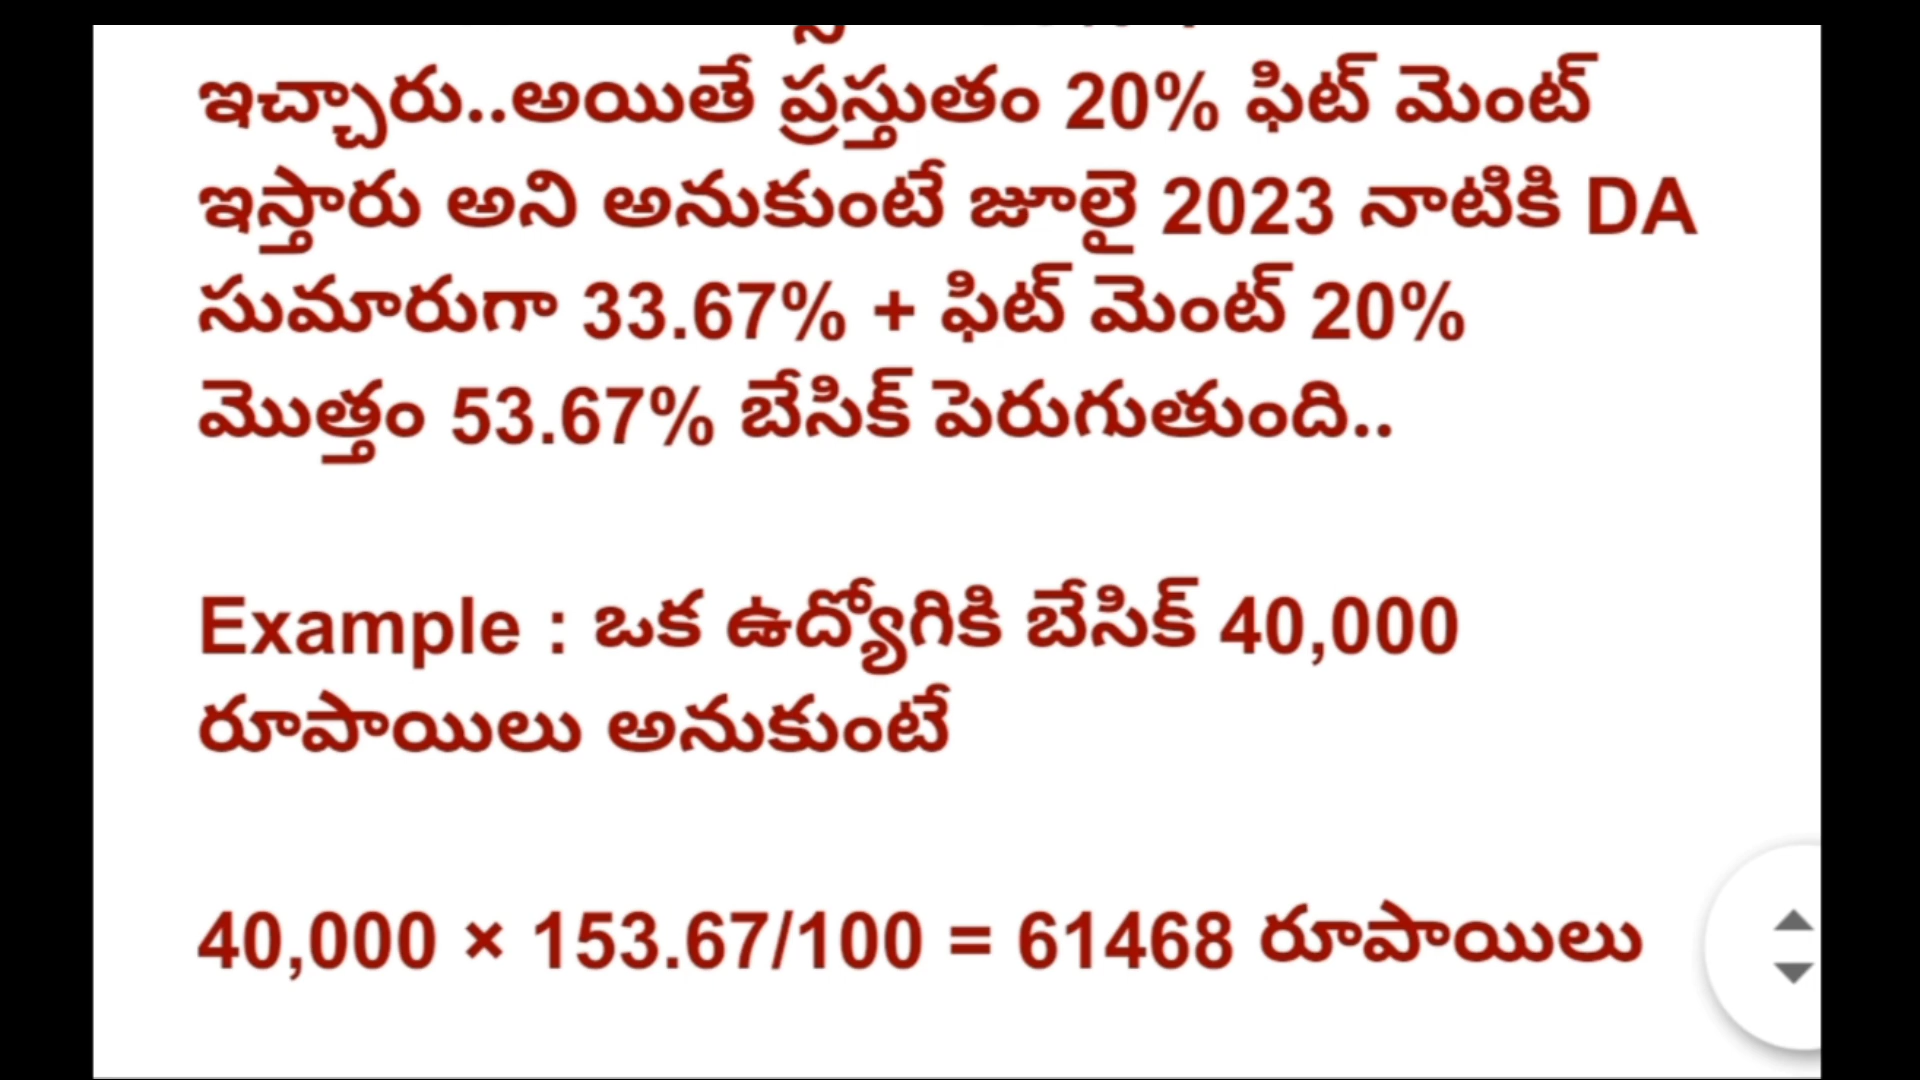 ఇచ్చారు..అయితే ప్రస్తుతం 20% ఫిట్ మెంట్
ఇస్తారు అని అనుకుంటే జూలై 2023 నాటికి DA
సుమారుగా 33.67% + ఫిట్ మెంట్ 20%
మొత్తం 53.67% బేసిక్ పెరుగుతుంది..
Example : ఒక ఉద్యోగికి బేసిక్ 40,000
రూపాయిలు అనుకుంటే
40,000 × 153.67/100 = 61468 రూపాయిలు